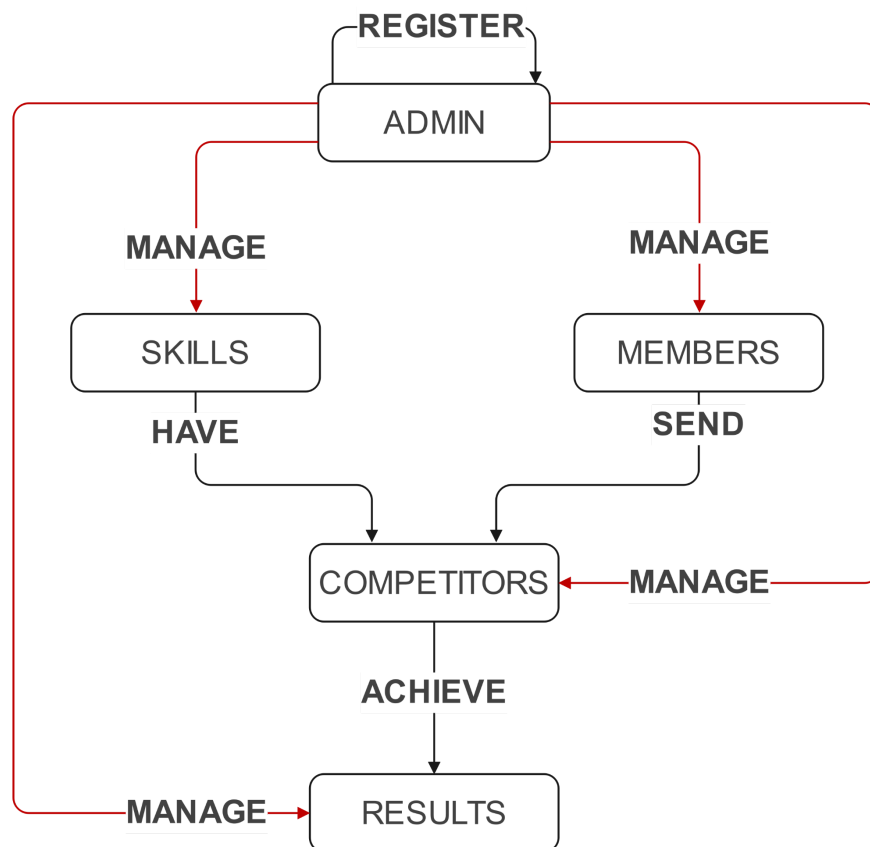 REGISTER
ADMIN
MANAGE
MANAGE
SKILLS
MEMBERS
HAVE
SEND
COMPETITORS
MANAGE
ACHIEVE
MANAGE
RESULTS